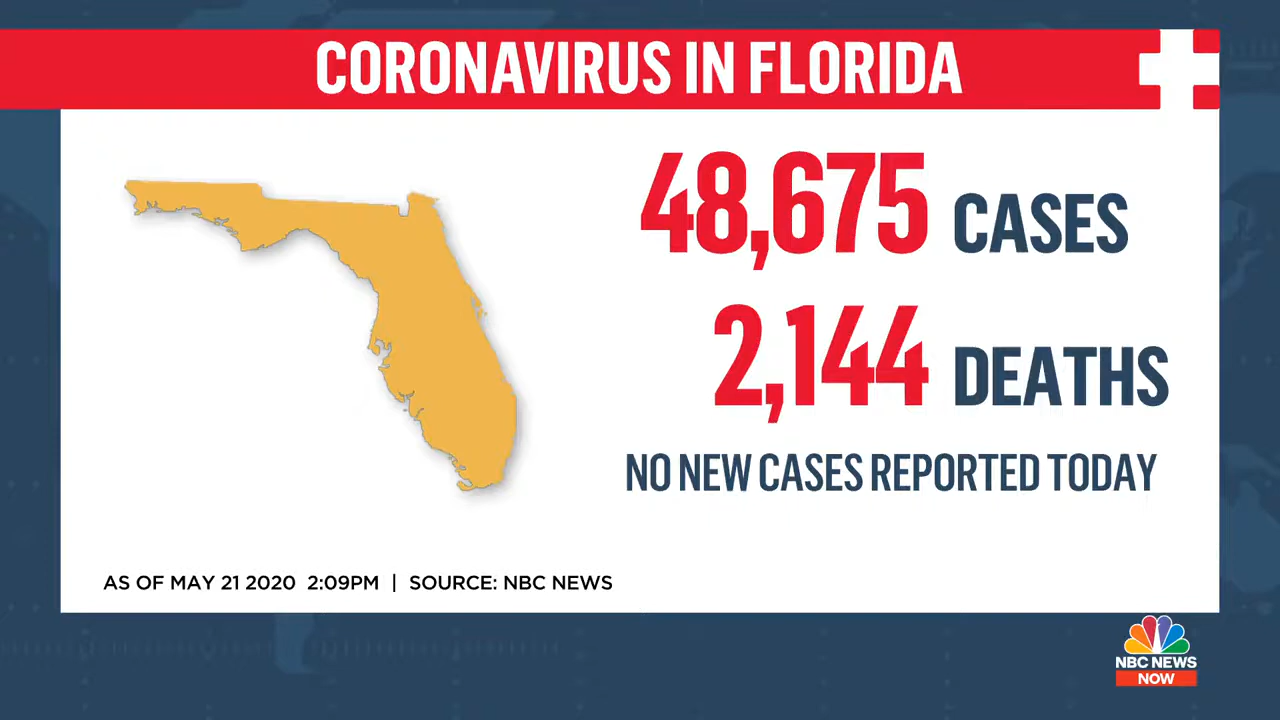 CORONAVIRUS IN FLORIDA
48,675 CASES
2,144 DEATHS
NO NEW CASES REPORTED TODAY
AS OF MAY 21 2020 2:09PM | SOURCE: NBC NEWS
NBC NEWS
NOW